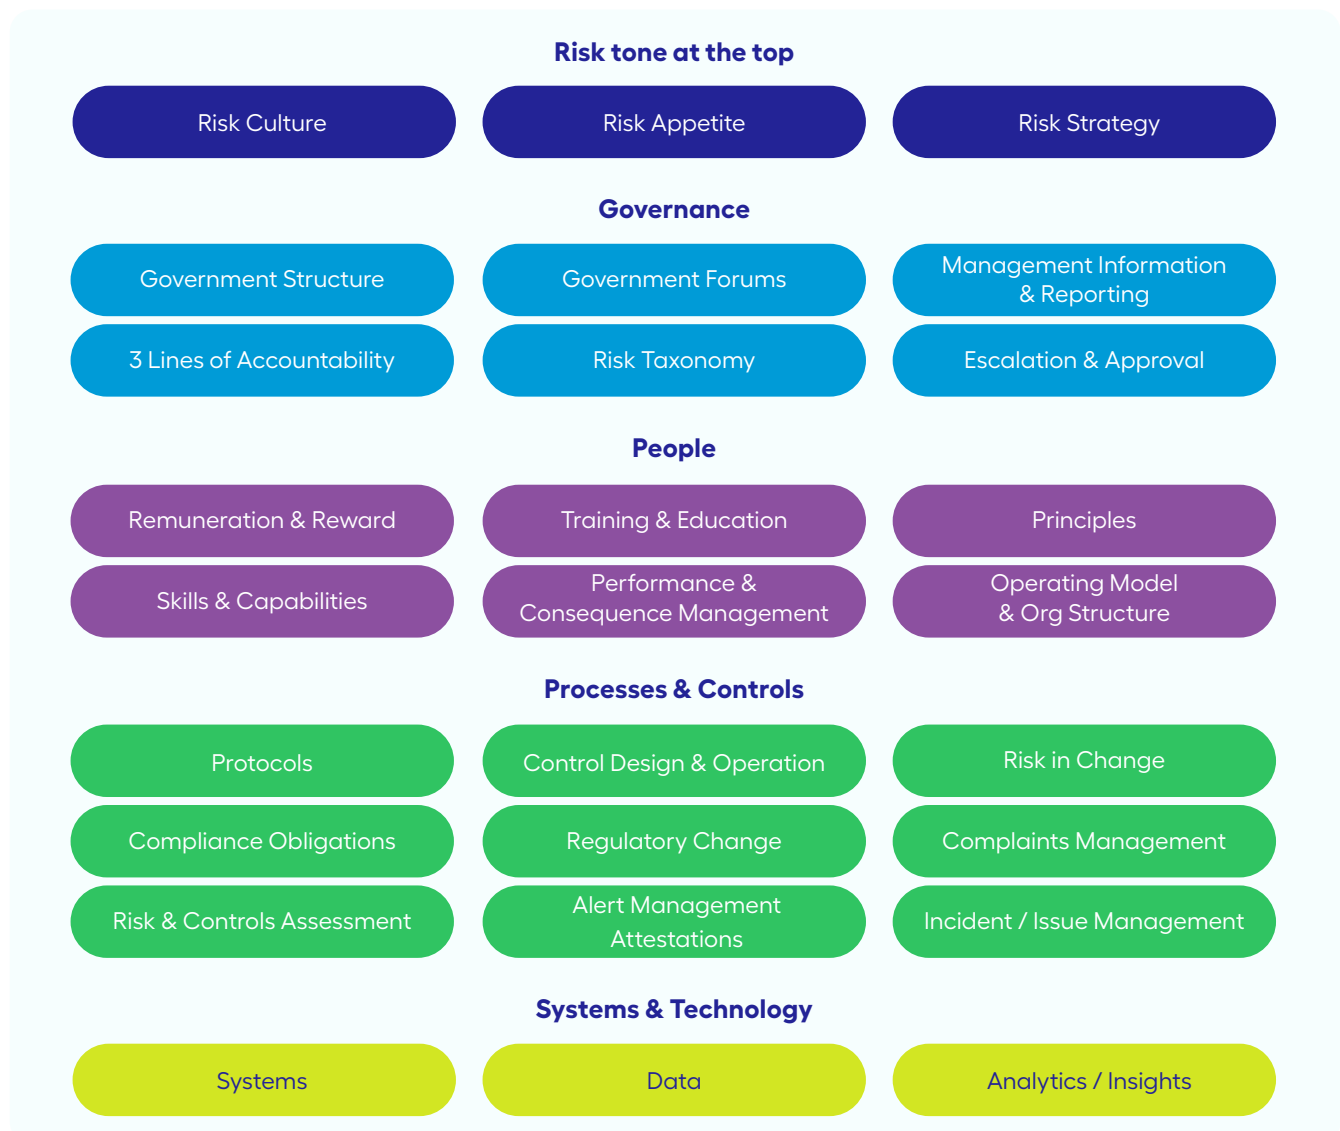 Risk tone at the top
Risk Culture
Risk Appetite
Risk Strategy
Governance
Government Structure
Government Forums
Management Information
& Reporting
3 Lines of Accountability
Risk Taxonomy
Escalation & Approval
People
Remuneration & Reward
Training & Education
Principles
Skills & Capabilities
Performance &
Consequence Management
Operating Model
& Org Structure
Processes & Controls
Protocols
Control Design & Operation
Risk in Change
Compliance Obligations
Regulatory Change
Complaints Management
Risk & Controls Assessment
Alert Management
Attestations
Incident / Issue Management
Systems & Technology
Systems
Data
Analytics / Insights